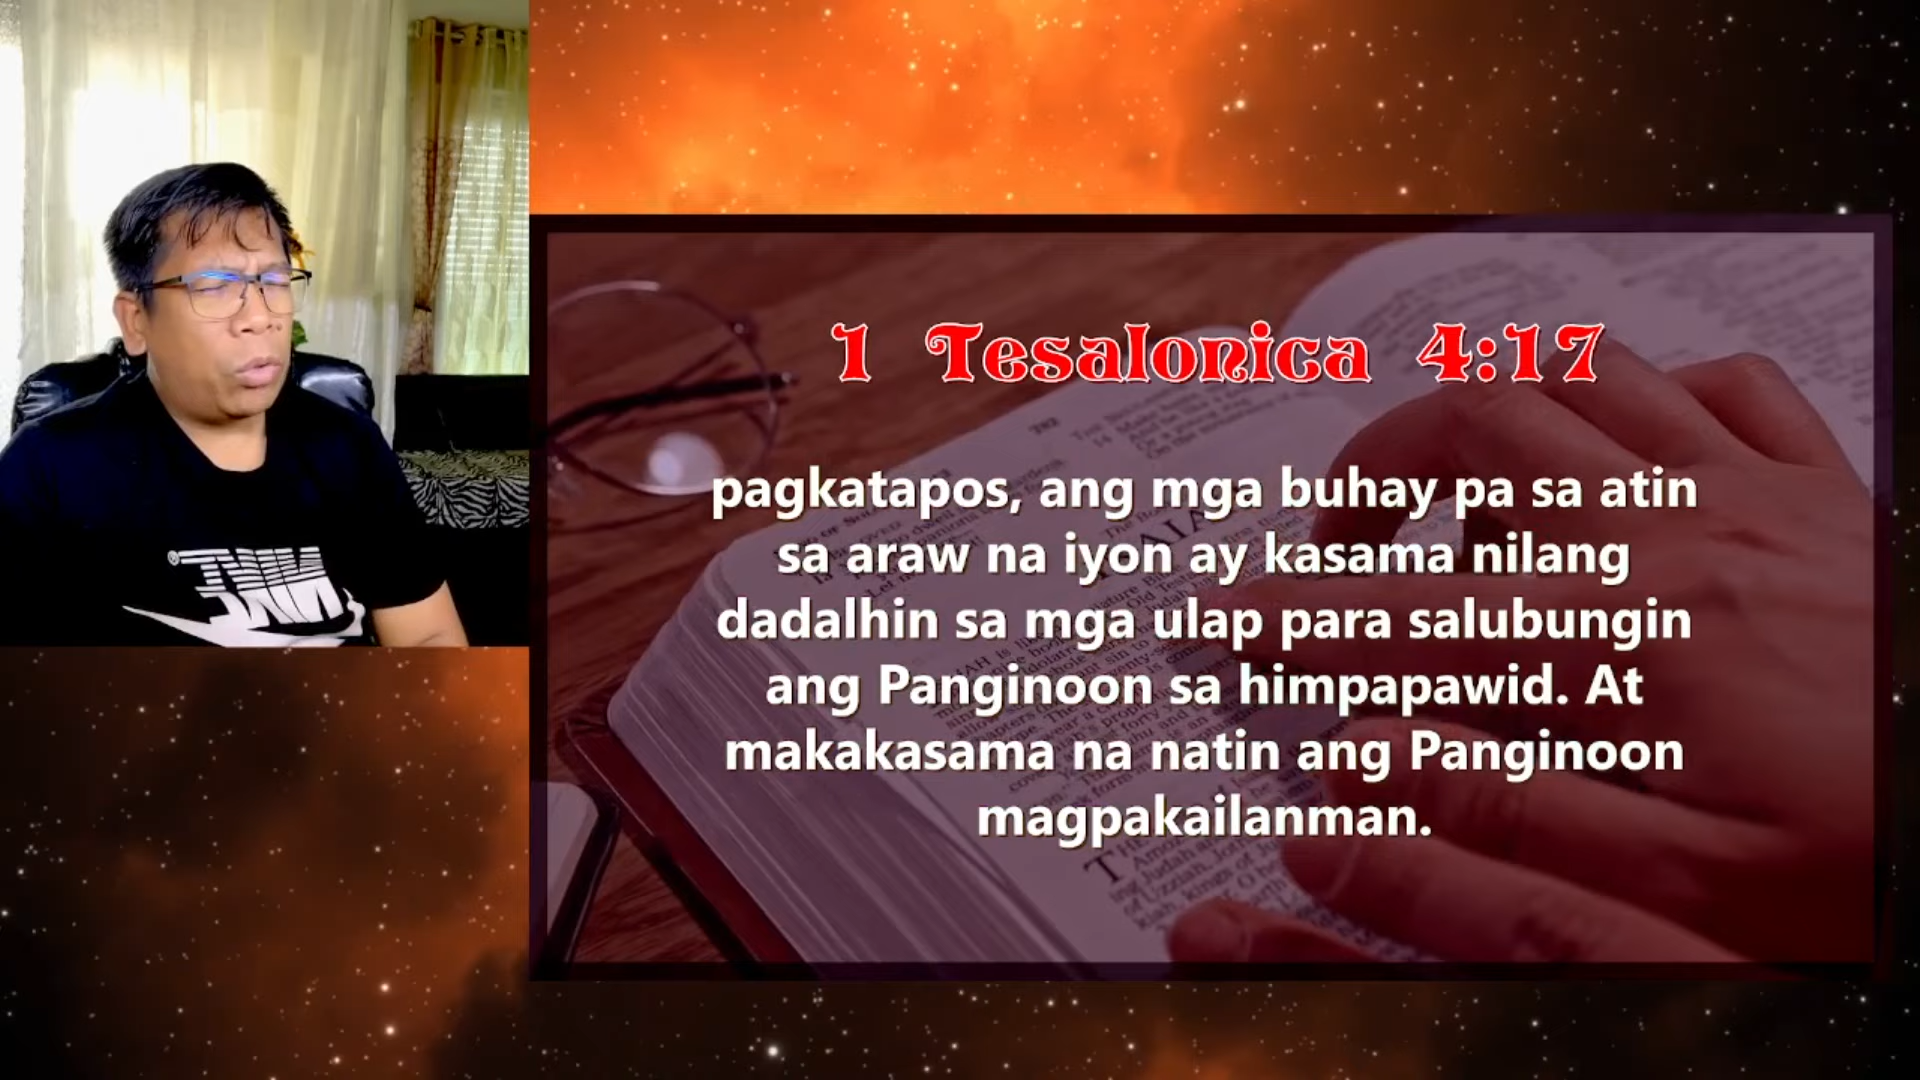 1 Tesalonica 4:17
pagkatapos, ang mga buhay pa sa atin
sa araw na iyon ay kasama nilang
dadalhin sa mga ulap para salubungin
ang Panginoon sa himpapawid. At
makakasama na natin ang Panginoon
magpakailanman.